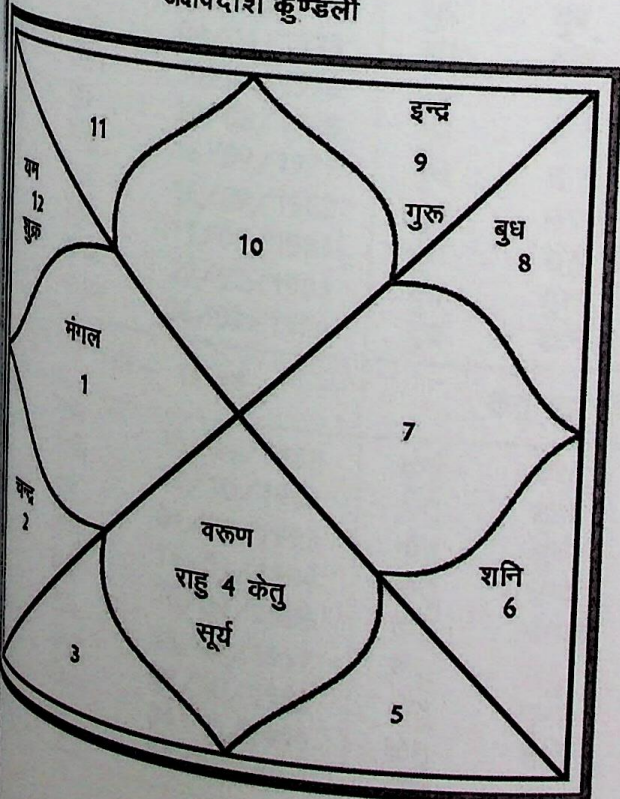 कुण्डली
11
इन्द्र
9
गुरू
यम
12
शुक्र
10
बुध
8
मंगल
1
7
चन्द्र
2
वरूण
राहु 4 केतु
सूर्य
शनि
6
3
5